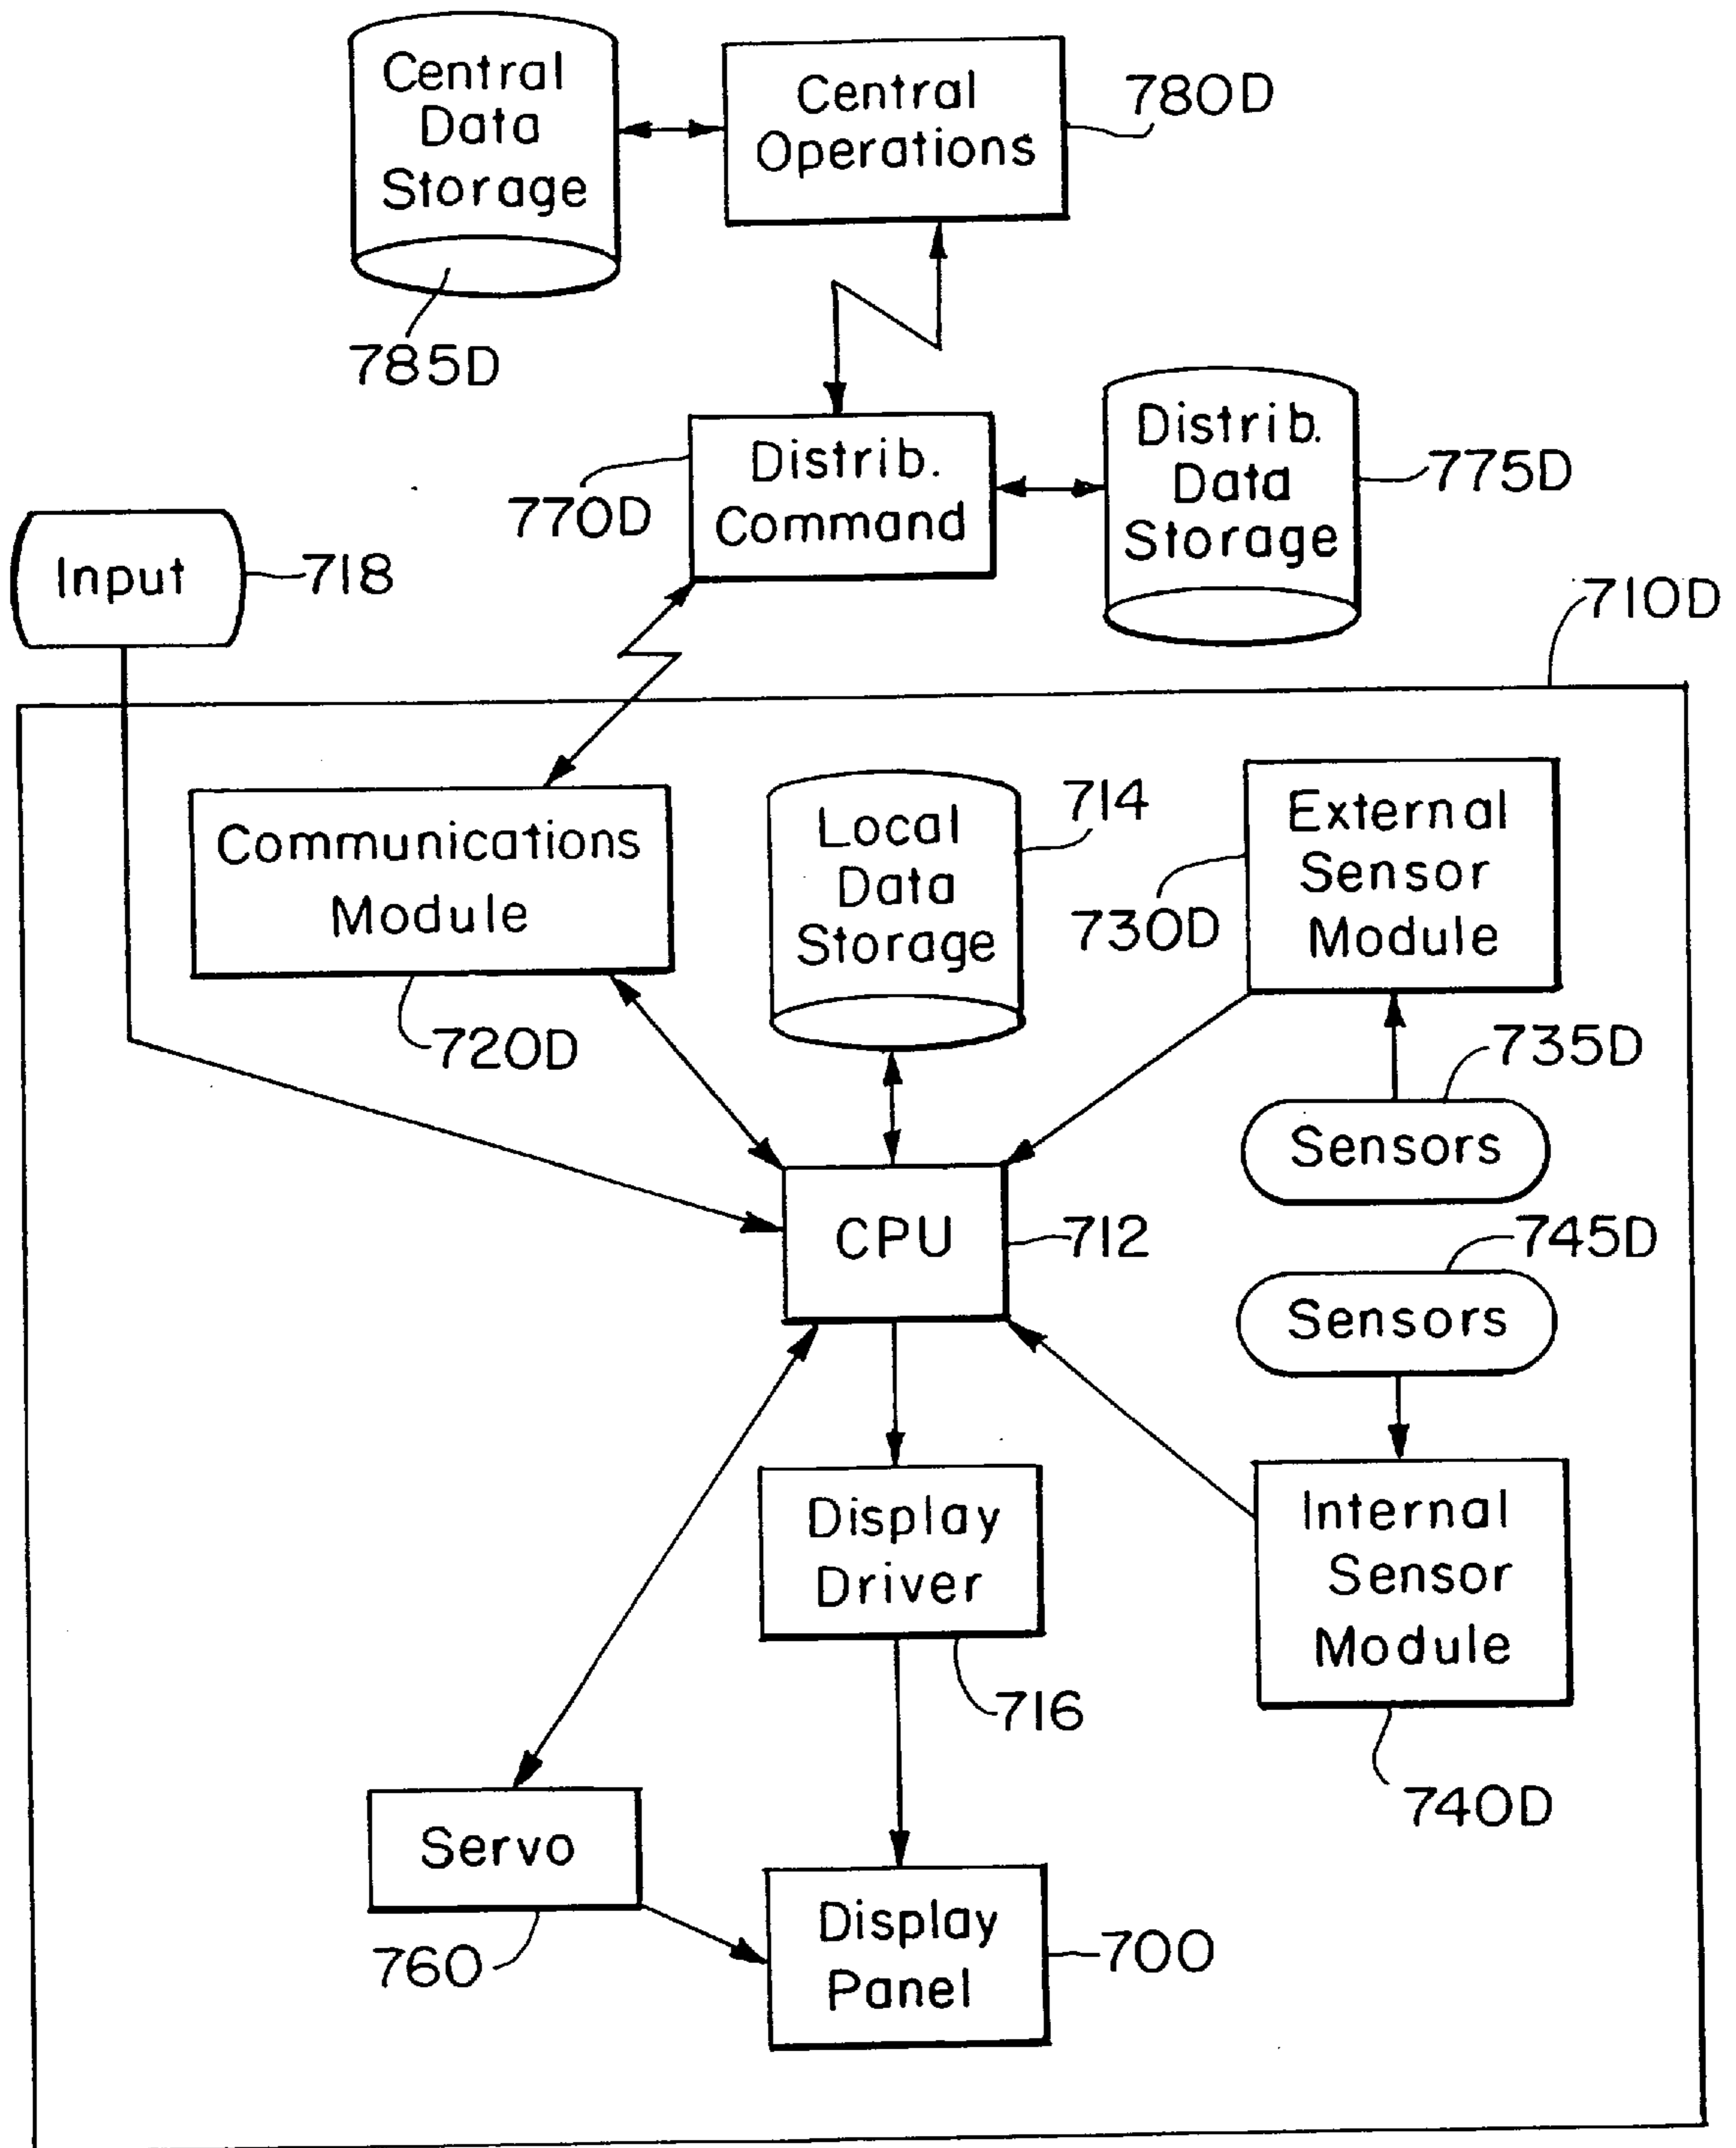 Central
Data
Storage
785D
Central
Operations
780D
Distrib.
Command
770D
Distrib.
Data
Storage
775D
Input
718
710D
Communications
Module
720D
Local
Data
Storage
714
External
Sensor
Module
730D
735D
Sensors
CPU
712
745D
Sensors
Display
Driver
716
Internal
Sensor
Module
740D
Servo
760
Display
Panel
700